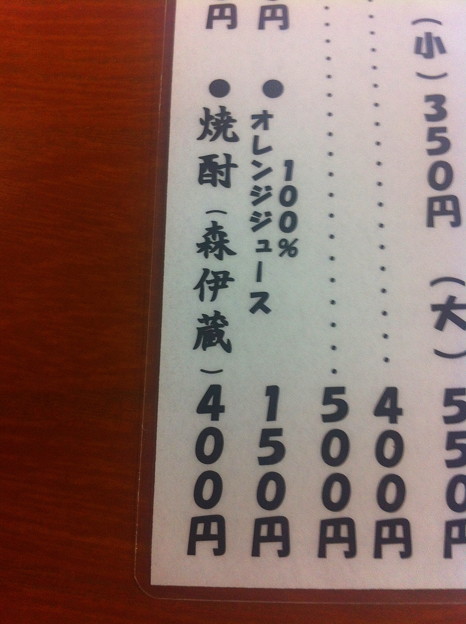 （小）350円 （大）550円
400円
500円
円
● 100%
オレンジジュース 150円
円
● 焼酎（森伊蔵）400円